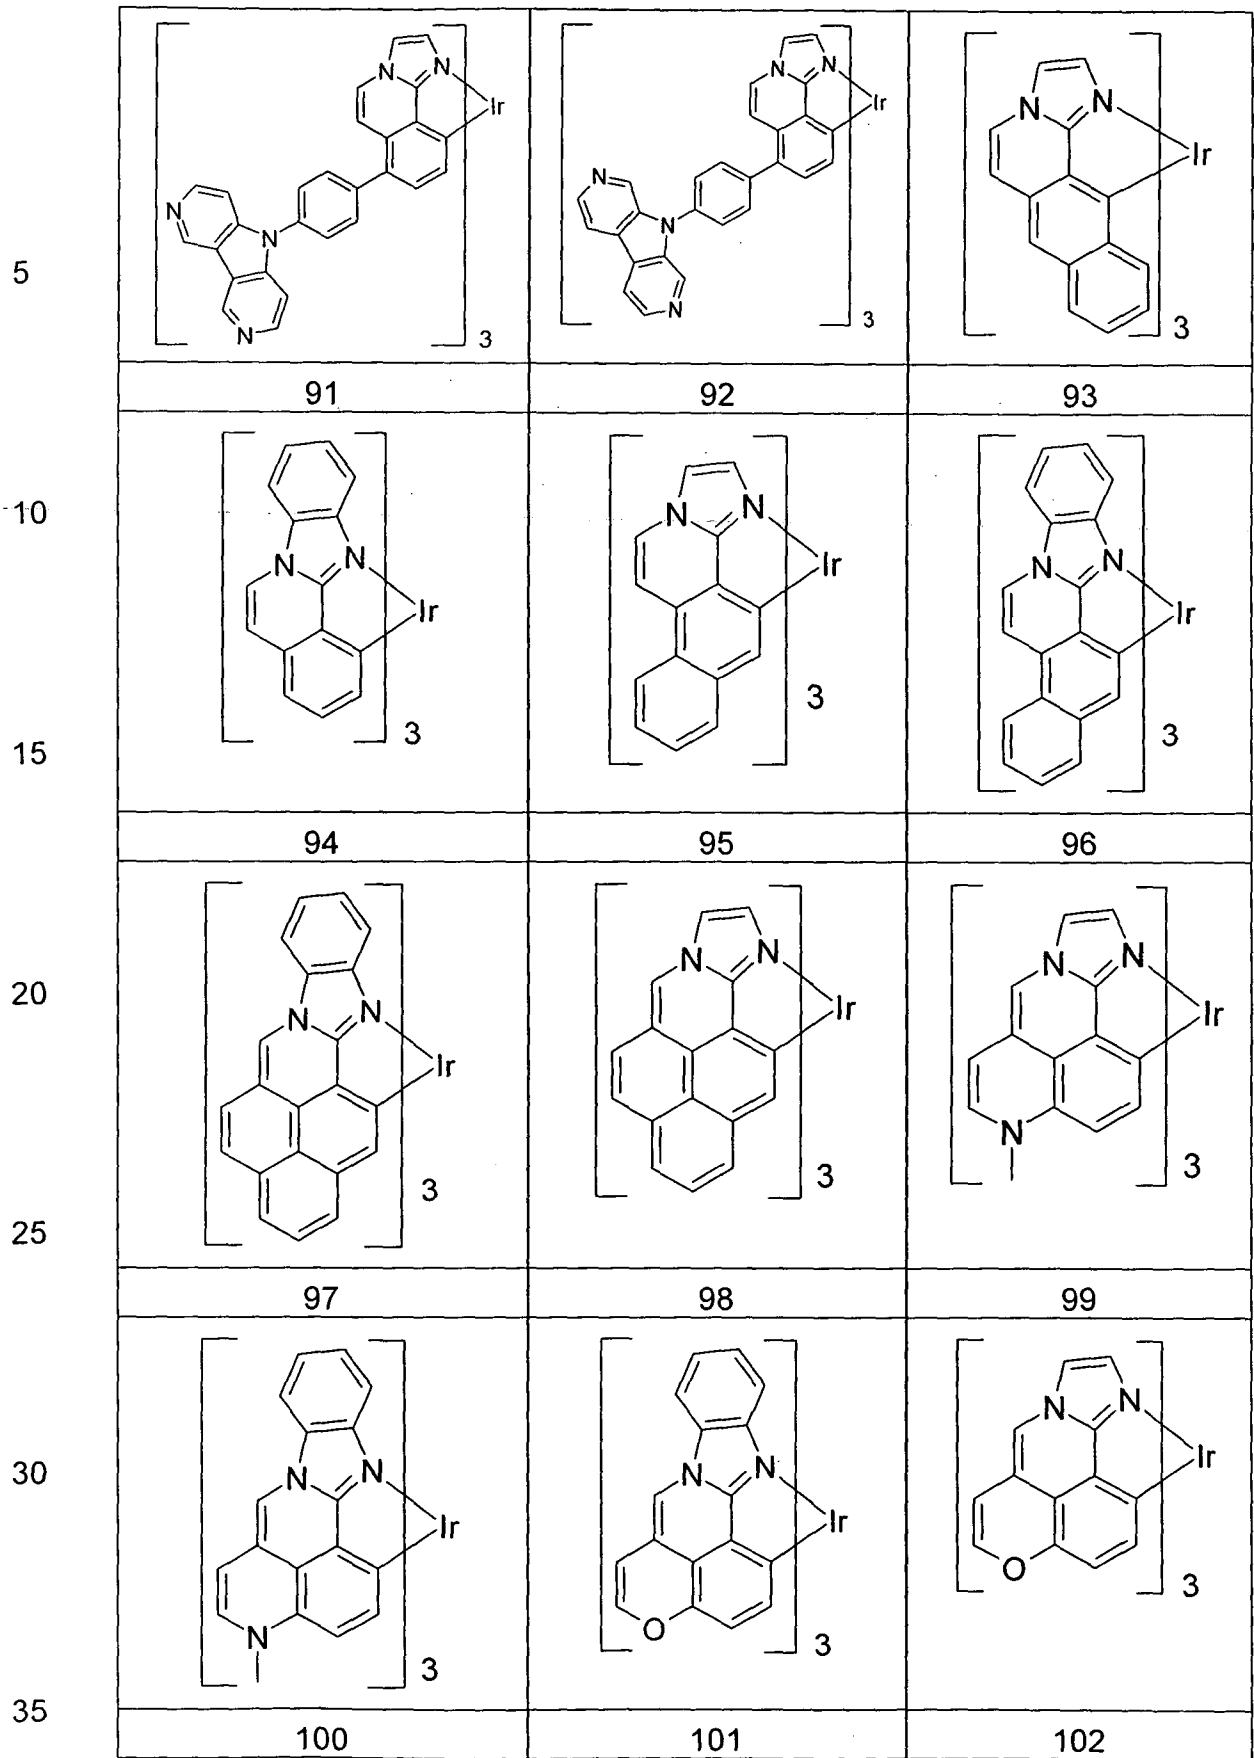 N N Ir N N N 3
N N Ir N N N 3
N N Ir 3
5
91 92 93
N N Ir 3
N N Ir 3
N N Ir 3
10
15
94 95 96
N N Ir 3
N N Ir 3
N N Ir N 3
20
25
97 98 99
N N Ir N 3
N N Ir O 3
N N Ir O 3
30
35
100 101 102